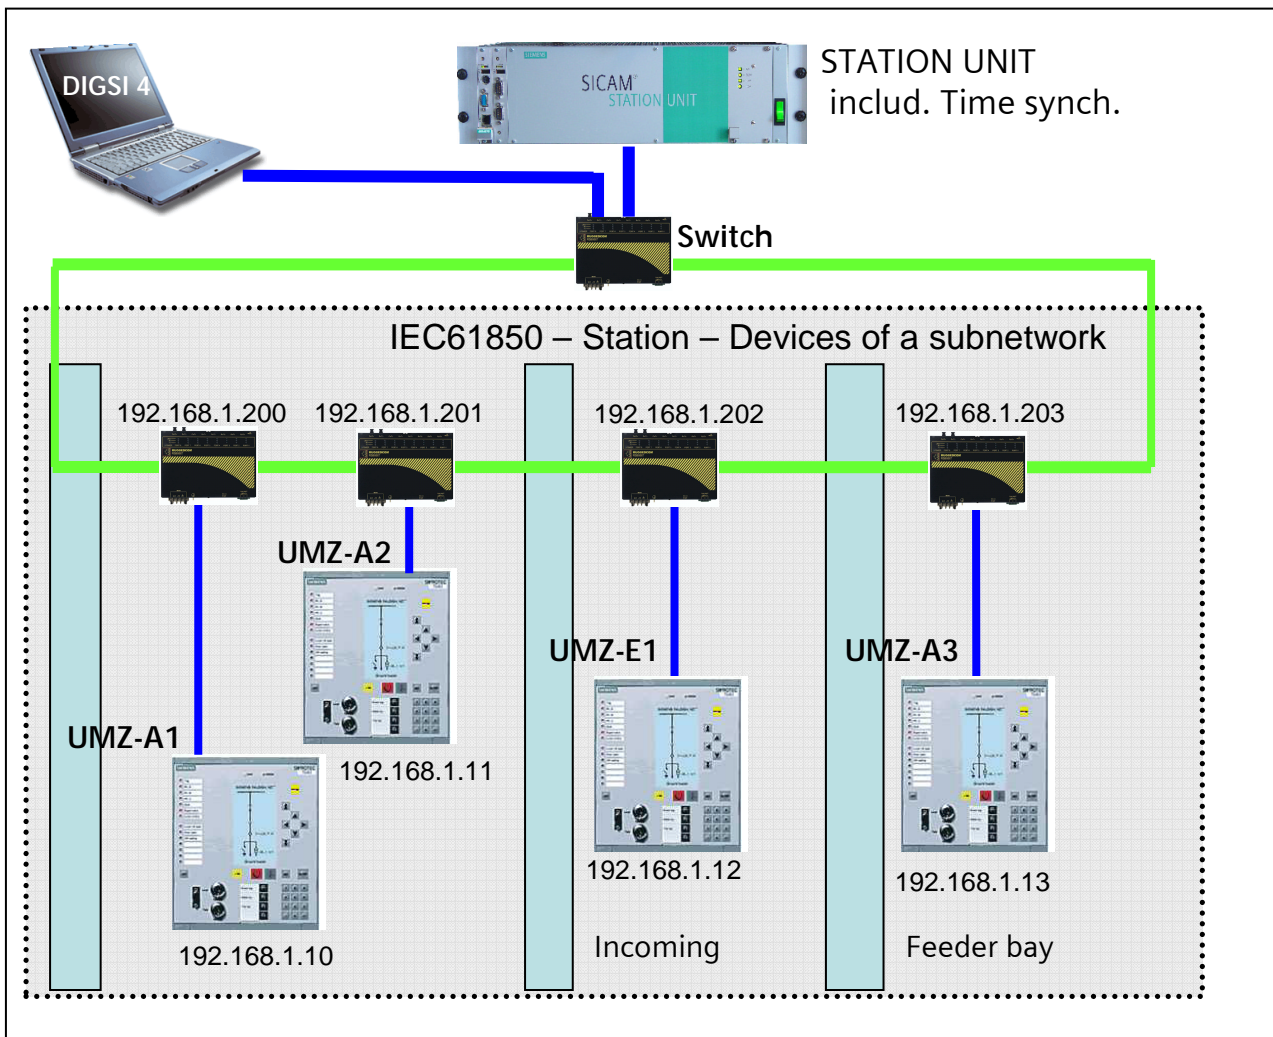 DIGSI 4
SIEMENS
SICAM
STATION UNIT
STATION UNIT
includ. Time synch.
Switch
IEC61850 – Station – Devices of a subnetwork
192.168.1.200
192.168.1.201
192.168.1.202
192.168.1.203
UMZ-A2
UMZ-E1
UMZ-A3
UMZ-A1
192.168.1.11
192.168.1.12
192.168.1.13
192.168.1.10
Incoming
Feeder bay